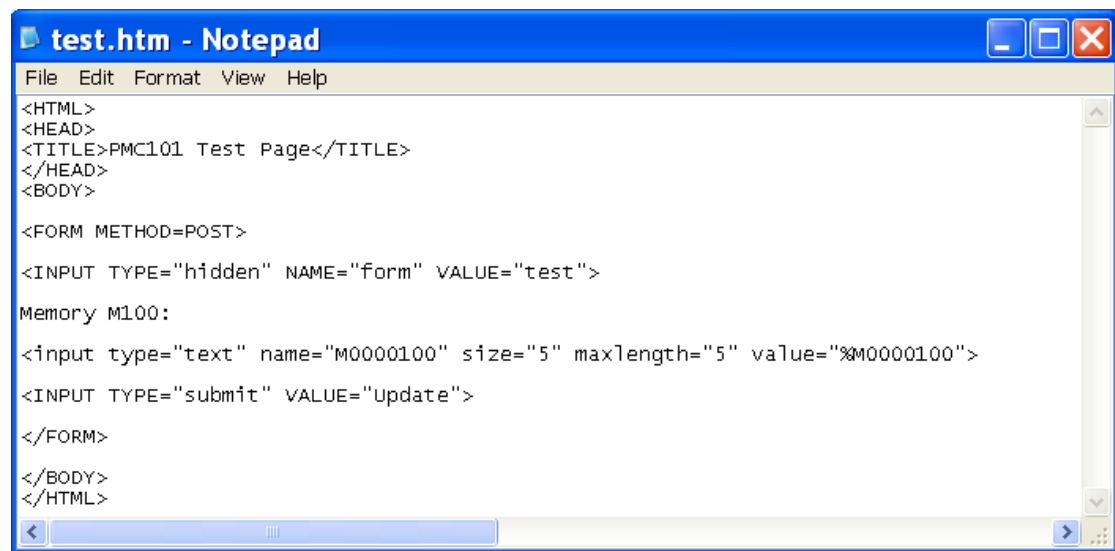 test.htm - Notepad
File Edit Format View Help
<HTML>
<HEAD>
<TITLE>PMC101 Test Page</TITLE>
</HEAD>
<BODY>
<FORM METHOD=POST>
<INPUT TYPE="hidden" NAME="form" VALUE="test">
Memory M100:
<input type="text" name="M0000100" size="5" maxlength="5" value="%M0000100">
<INPUT TYPE="submit" VALUE="Update">
</FORM>
</BODY>
</HTML>